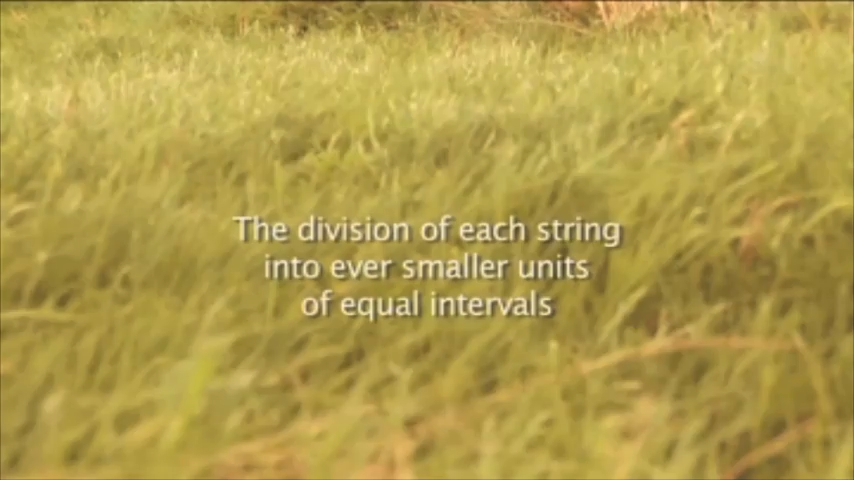 The division of each string
into ever smaller units
of equal intervals